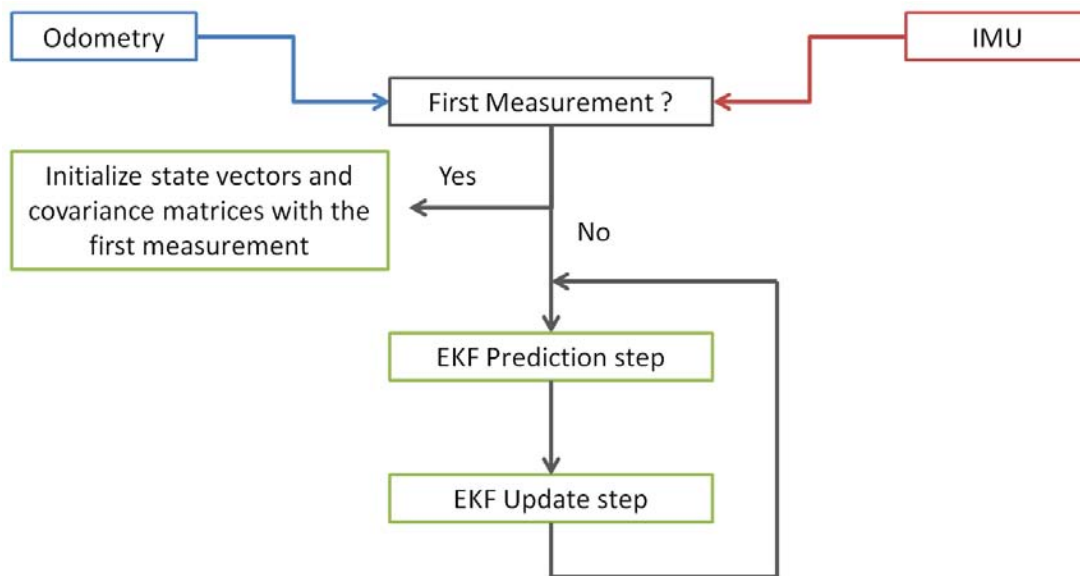 Odometry
IMU
First Measurement ?
Yes
Initialize state vectors and
covariance matrices with the
first measurement
No
EKF Prediction step
EKF Update step